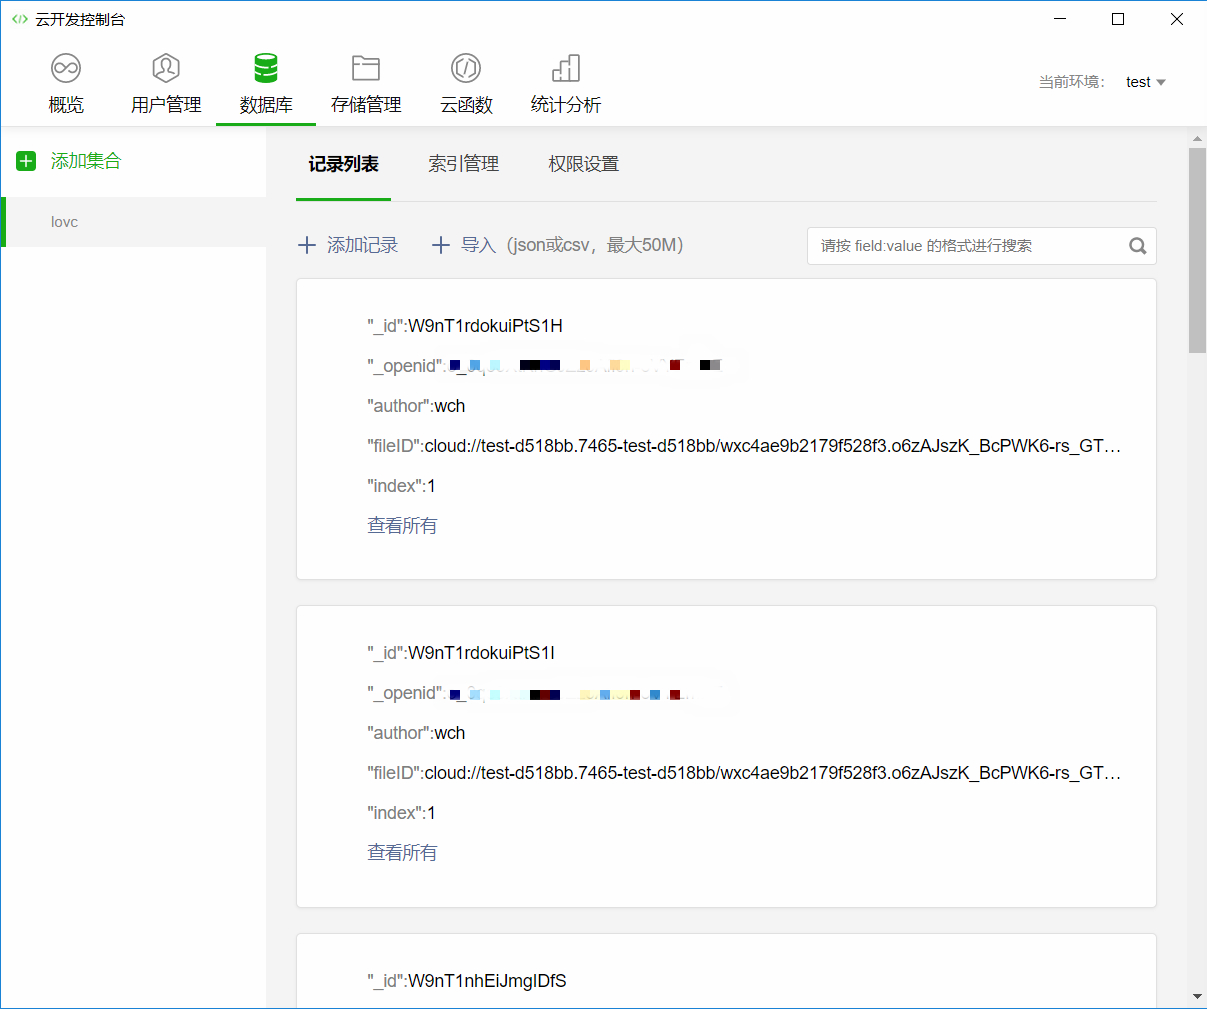 云开发控制台
概览 用户管理 数据库 存储管理 云函数 统计分析 当前环境： test
添加集合 记录列表 索引管理 权限设置
lovc
添加记录 导入（json或csv，最大50M） 请按 field:value 的格式进行搜索
"_id":W9nT1rdokuiPtS1H
"_openid":
"author":wch
"fileID":cloud://test-d518bb.7465-test-d518bb/wxc4ae9b2179f528f3.o6zAJszK_BcPWK6-rs_GT…
"index":1
查看所有
"_id":W9nT1rdokuiPtS1I
"_openid":
"author":wch
"fileID":cloud://test-d518bb.7465-test-d518bb/wxc4ae9b2179f528f3.o6zAJszK_BcPWK6-rs_GT…
"index":1
查看所有
"_id":W9nT1nhEiJmgIDfS